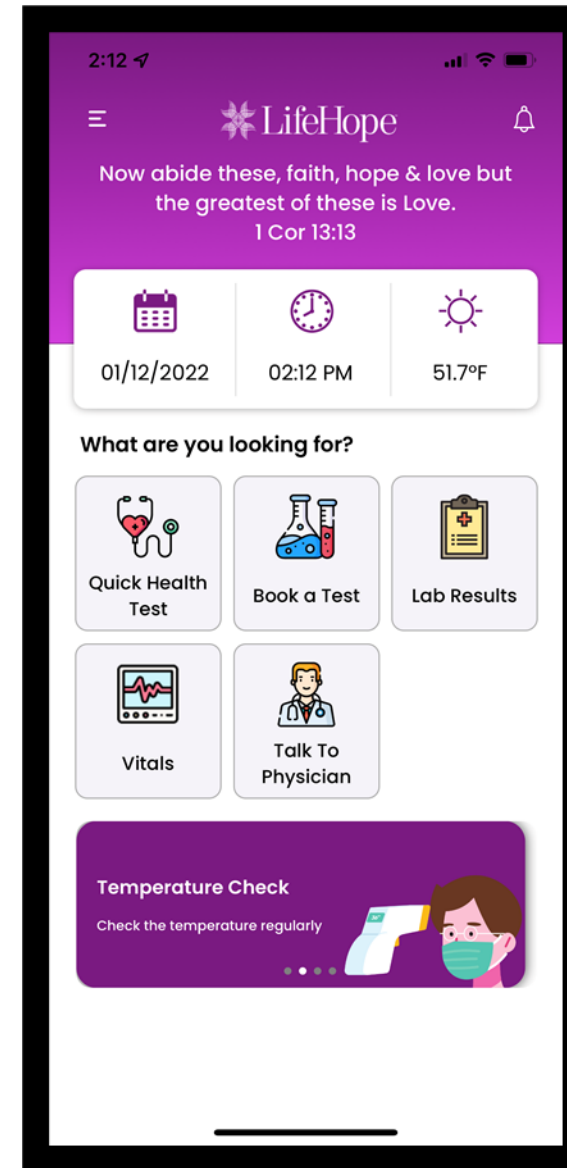 2:12
LifeHope
Now abide these, faith, hope & love but
the greatest of these is Love.
1 Cor 13:13
01/12/2022
02:12 PM
51.7°F
What are you looking for?
Quick Health
Test
Book a Test
Lab Results
Vitals
Talk To
Physician
Temperature Check
Check the temperature regularly